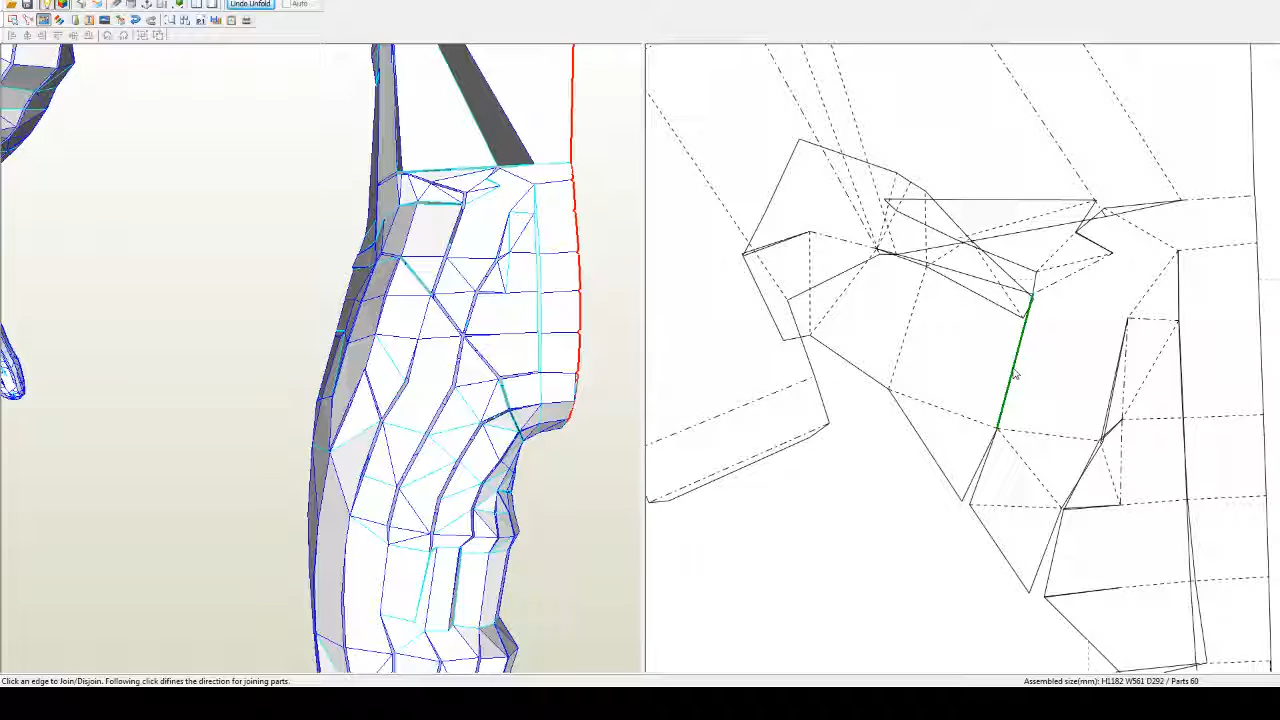 Undo Unfold
Auto ...
Click an edge to Join/Disjoin. Following click difines the direction for joining parts.
Assembled size(mm): H1182 W561 D292 / Parts 60